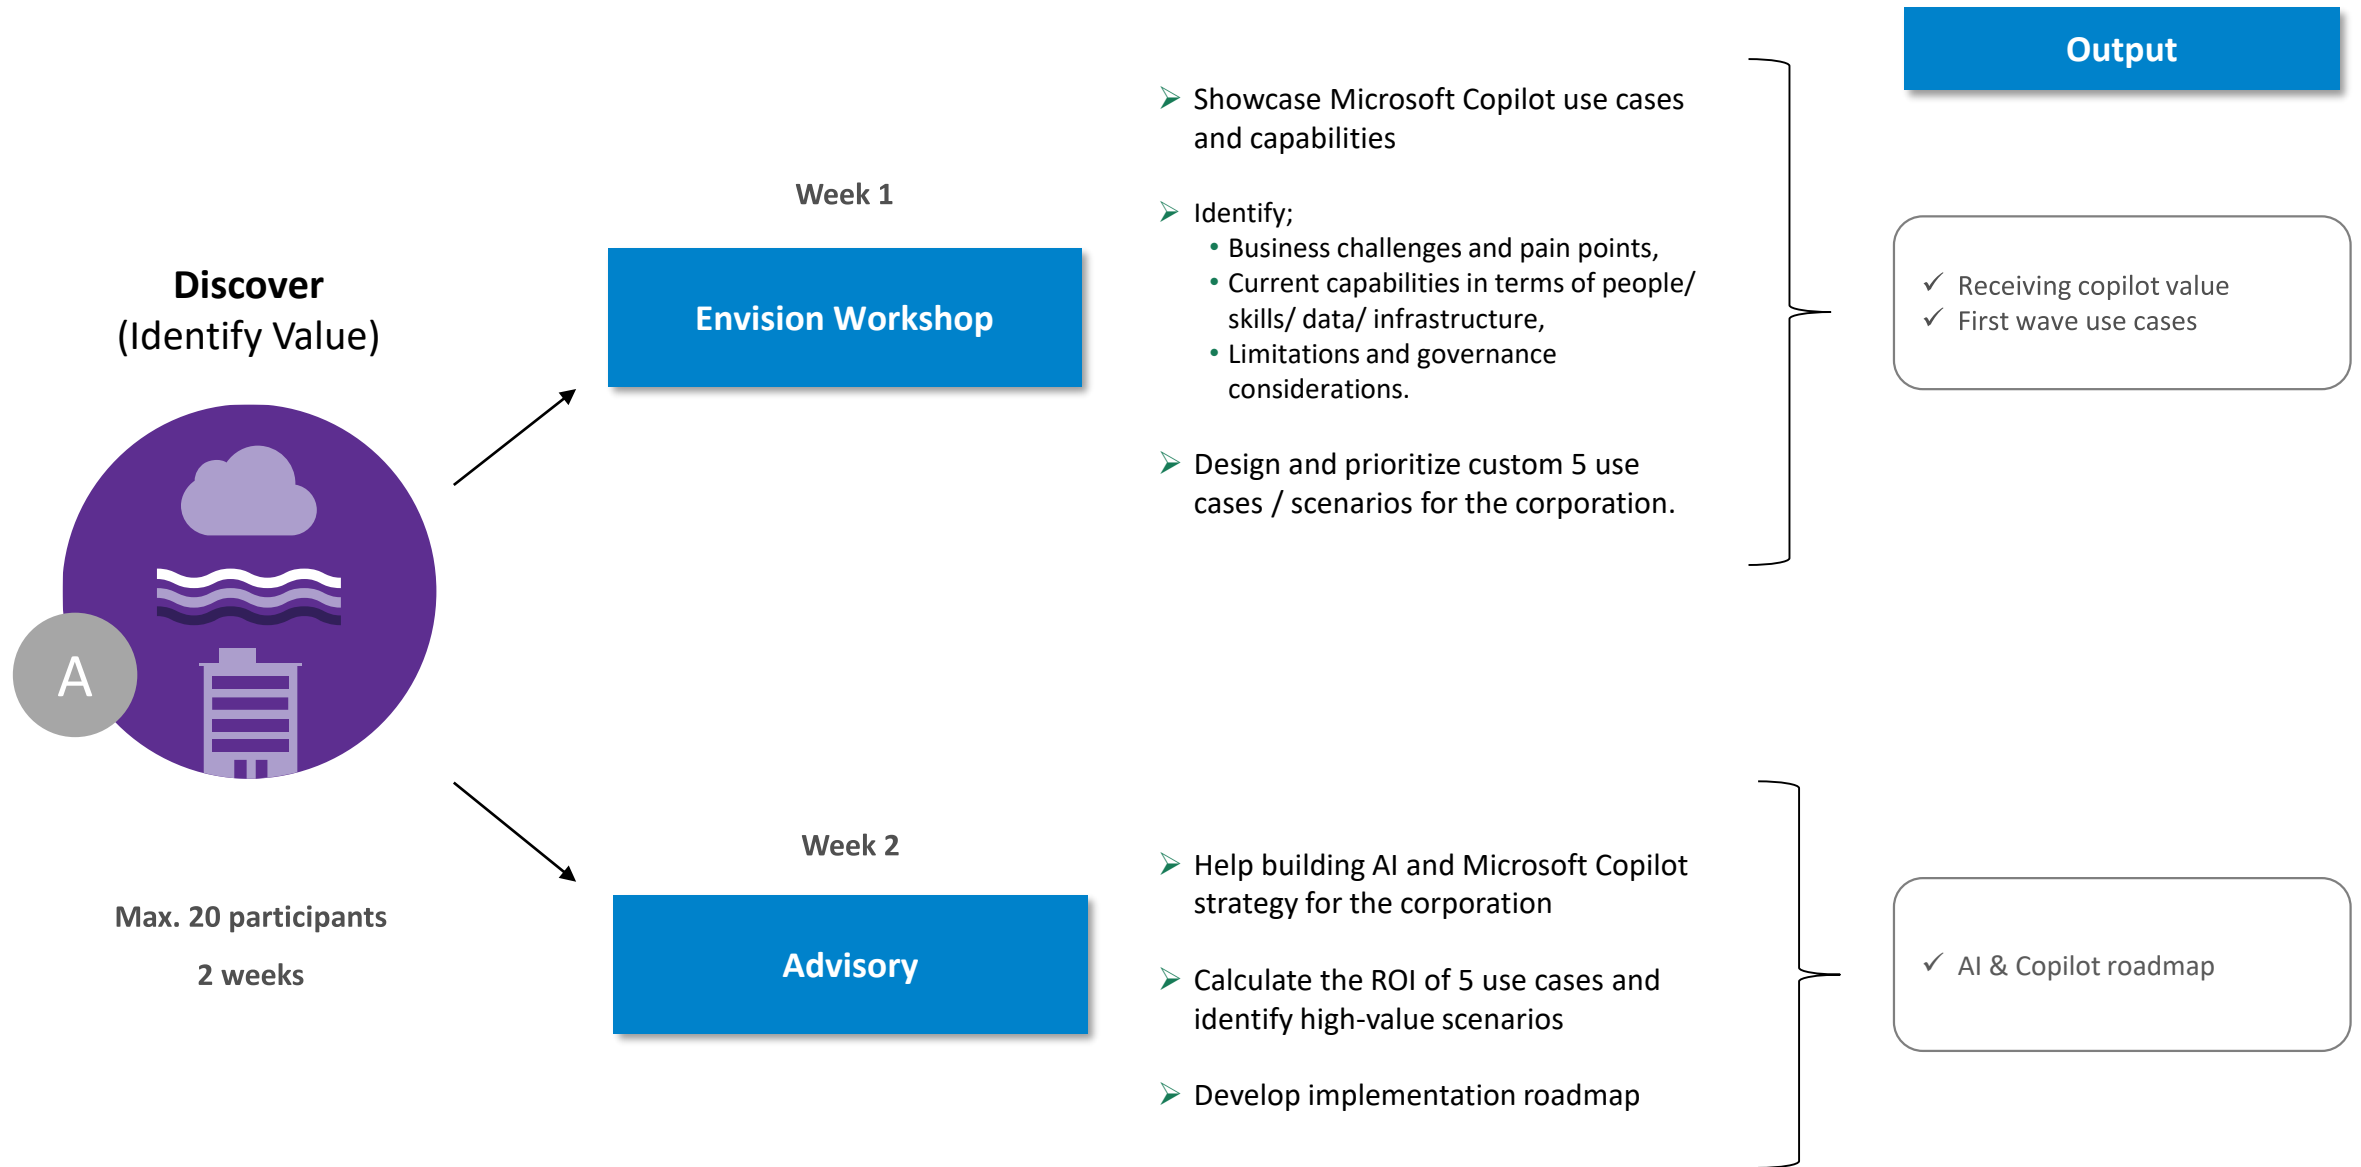 Discover
(Identify Value)
A
Max. 20 participants
2 weeks
Week 1
Envision Workshop
Showcase Microsoft Copilot use cases
and capabilities
Identify;
• Business challenges and pain points,
• Current capabilities in terms of people/
skills/ data/ infrastructure,
• Limitations and governance
considerations.
Design and prioritize custom 5 use
cases / scenarios for the corporation.
Output
Receiving copilot value
First wave use cases
Week 2
Advisory
Help building AI and Microsoft Copilot
strategy for the corporation
Calculate the ROI of 5 use cases and
identify high-value scenarios
Develop implementation roadmap
AI & Copilot roadmap